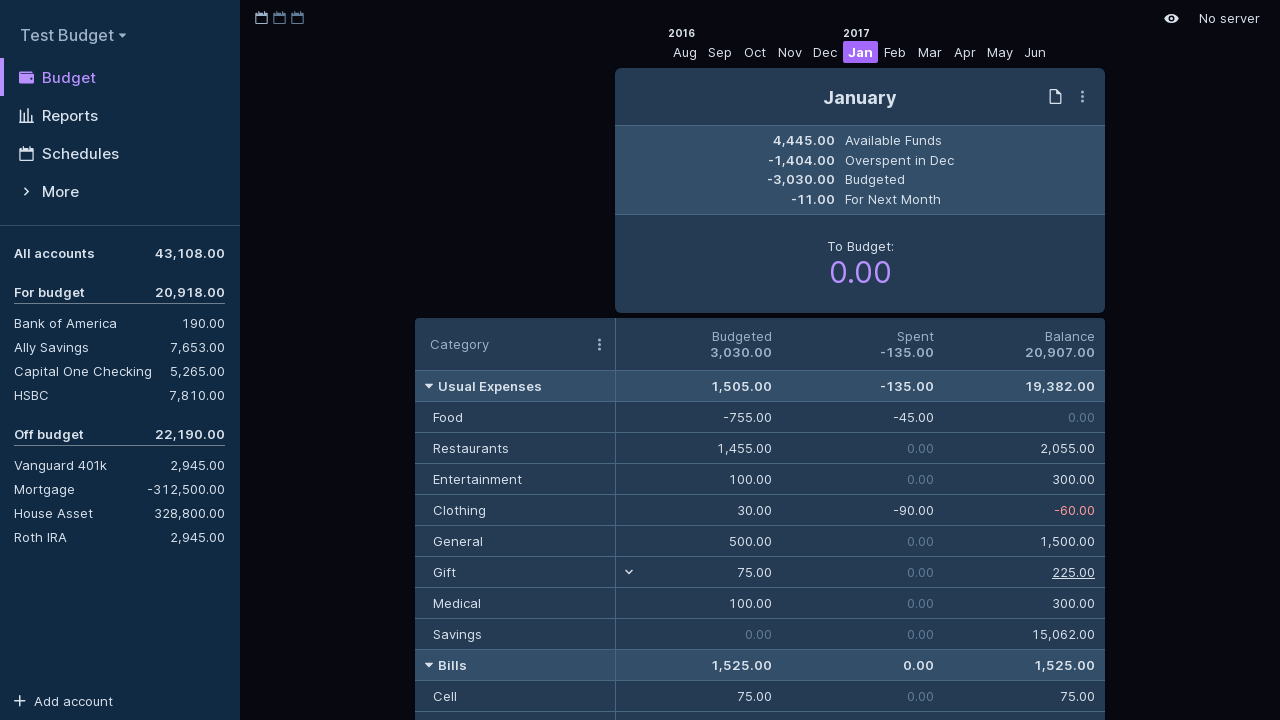 Test Budget
Budget
Reports
Schedules
More
All accounts 43,108.00
For budget 20,918.00
Bank of America 190.00
Ally Savings 7,653.00
Capital One Checking 5,265.00
HSBC 7,810.00
Off budget 22,190.00
Vanguard 401k 2,945.00
Mortgage -312,500.00
House Asset 328,800.00
Roth IRA 2,945.00
Add account
No server
2016 2017
Aug Sep Oct Nov Dec Jan Feb Mar Apr May Jun
January
4,445.00 Available Funds
-1,404.00 Overspent in Dec
-3,030.00 Budgeted
-11.00 For Next Month
To Budget:
0.00
Category Budgeted Spent Balance
3,030.00 -135.00 20,907.00
Usual Expenses 1,505.00 -135.00 19,382.00
Food -755.00 -45.00 0.00
Restaurants 1,455.00 0.00 2,055.00
Entertainment 100.00 0.00 300.00
Clothing 30.00 -90.00 -60.00
General 500.00 0.00 1,500.00
Gift 75.00 0.00 225.00
Medical 100.00 0.00 300.00
Savings 0.00 0.00 15,062.00
Bills 1,525.00 0.00 1,525.00
Cell 75.00 0.00 75.00